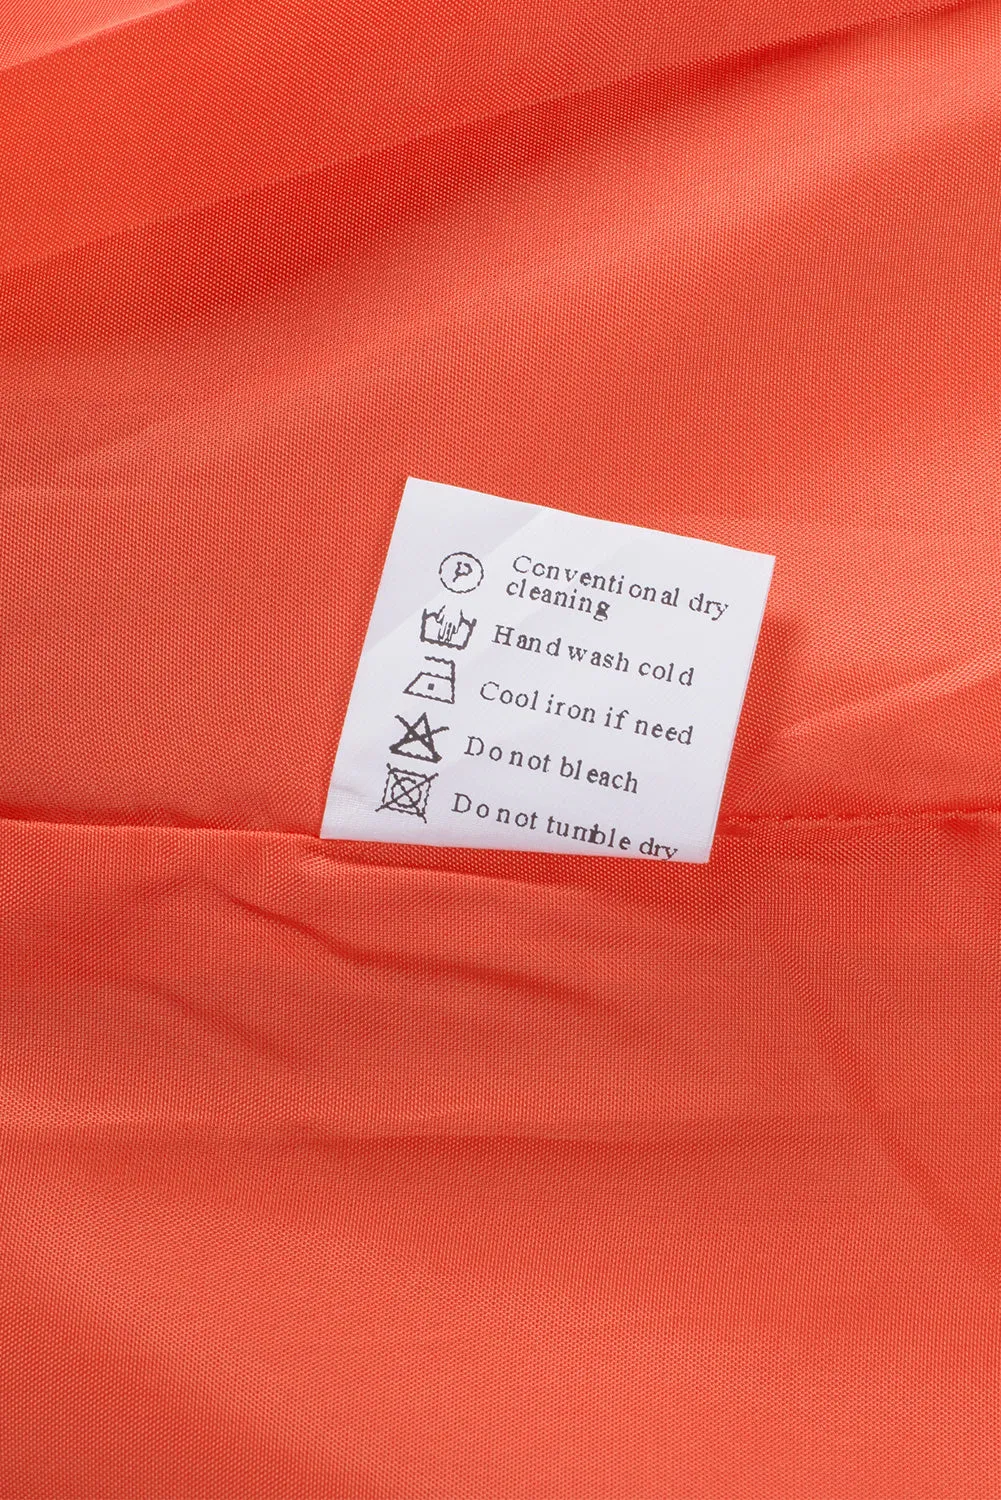 P Conventional dry
cleaning
Hand wash cold
Cool iron if need
Do not bleach
Do not tumble dry